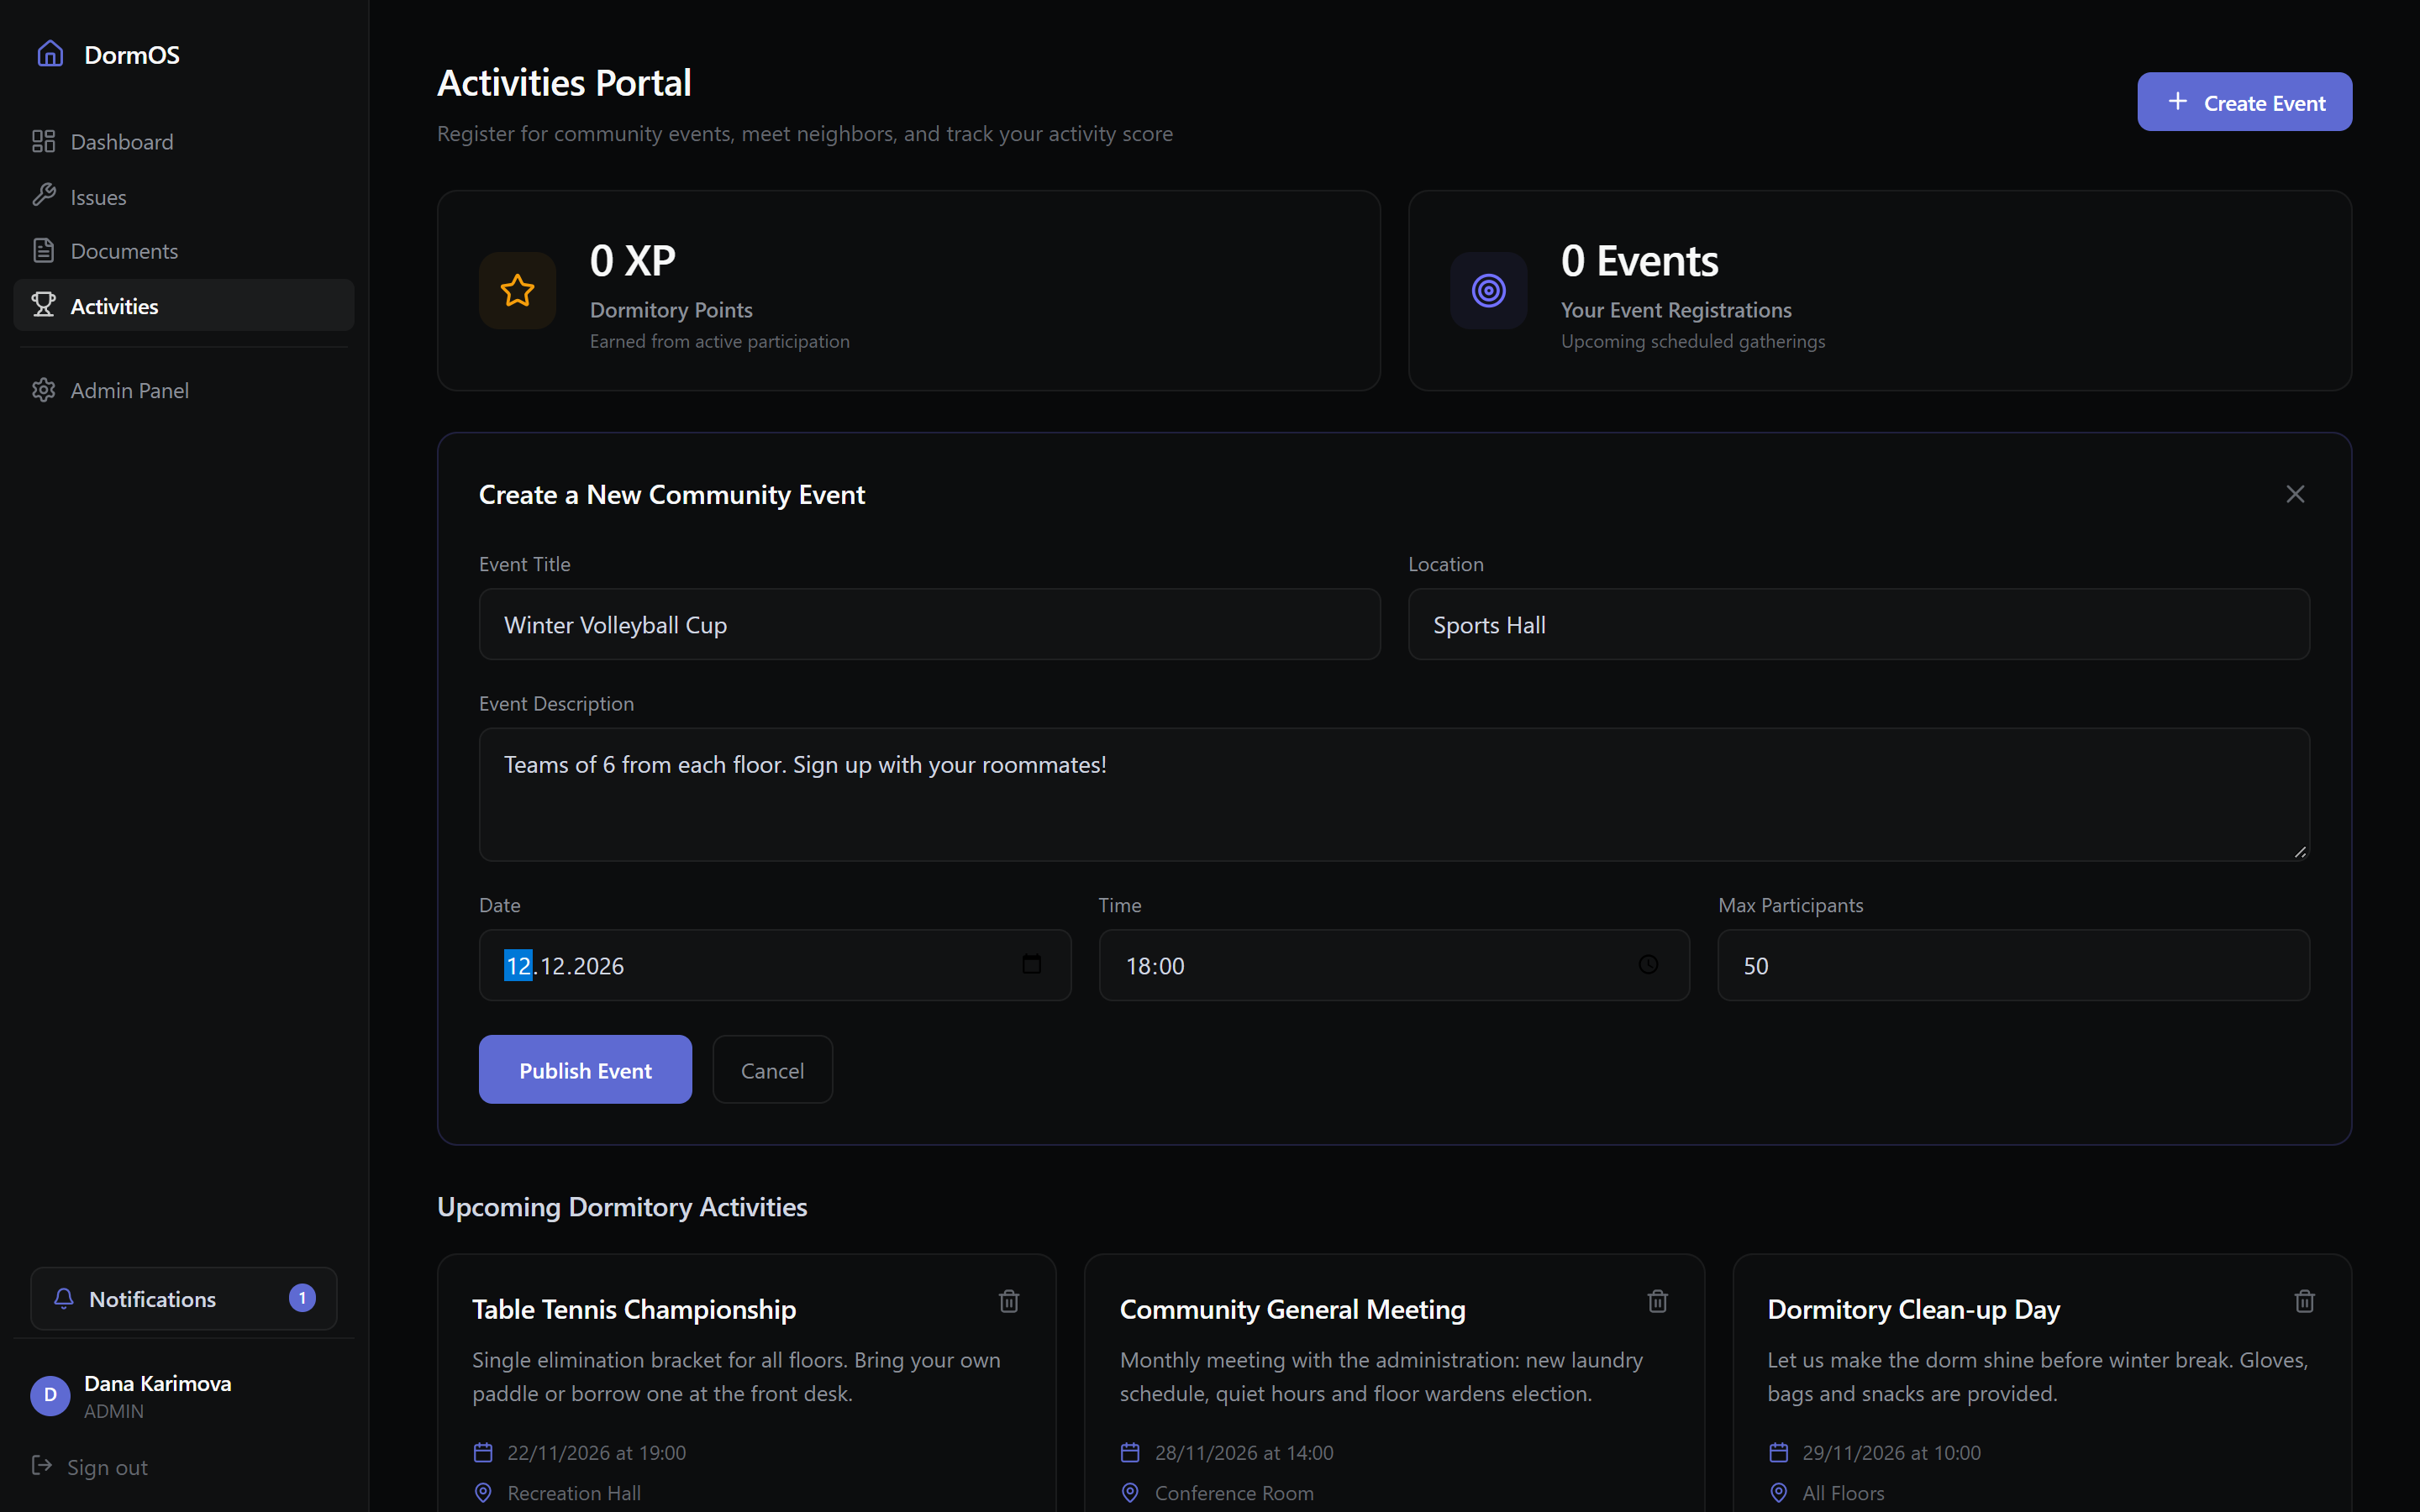 DormOS
Dashboard
Issues
Documents
Activities
Admin Panel
Notifications 1
D
Dana Karimova
ADMIN
Sign out
Activities Portal
Register for community events, meet neighbors, and track your activity score
Create Event
0 XP
Dormitory Points
Earned from active participation
0 Events
Your Event Registrations
Upcoming scheduled gatherings
Create a New Community Event
Event Title
Winter Volleyball Cup
Location
Sports Hall
Event Description
Teams of 6 from each floor. Sign up with your roommates!
Date
12.12.2026
Time
18:00
Max Participants
50
Publish Event
Cancel
Upcoming Dormitory Activities
Table Tennis Championship
Single elimination bracket for all floors. Bring your own
paddle or borrow one at the front desk.
22/11/2026 at 19:00
Recreation Hall
Community General Meeting
Monthly meeting with the administration: new laundry
schedule, quiet hours and floor wardens election.
28/11/2026 at 14:00
Conference Room
Dormitory Clean-up Day
Let us make the dorm shine before winter break. Gloves,
bags and snacks are provided.
29/11/2026 at 10:00
All Floors